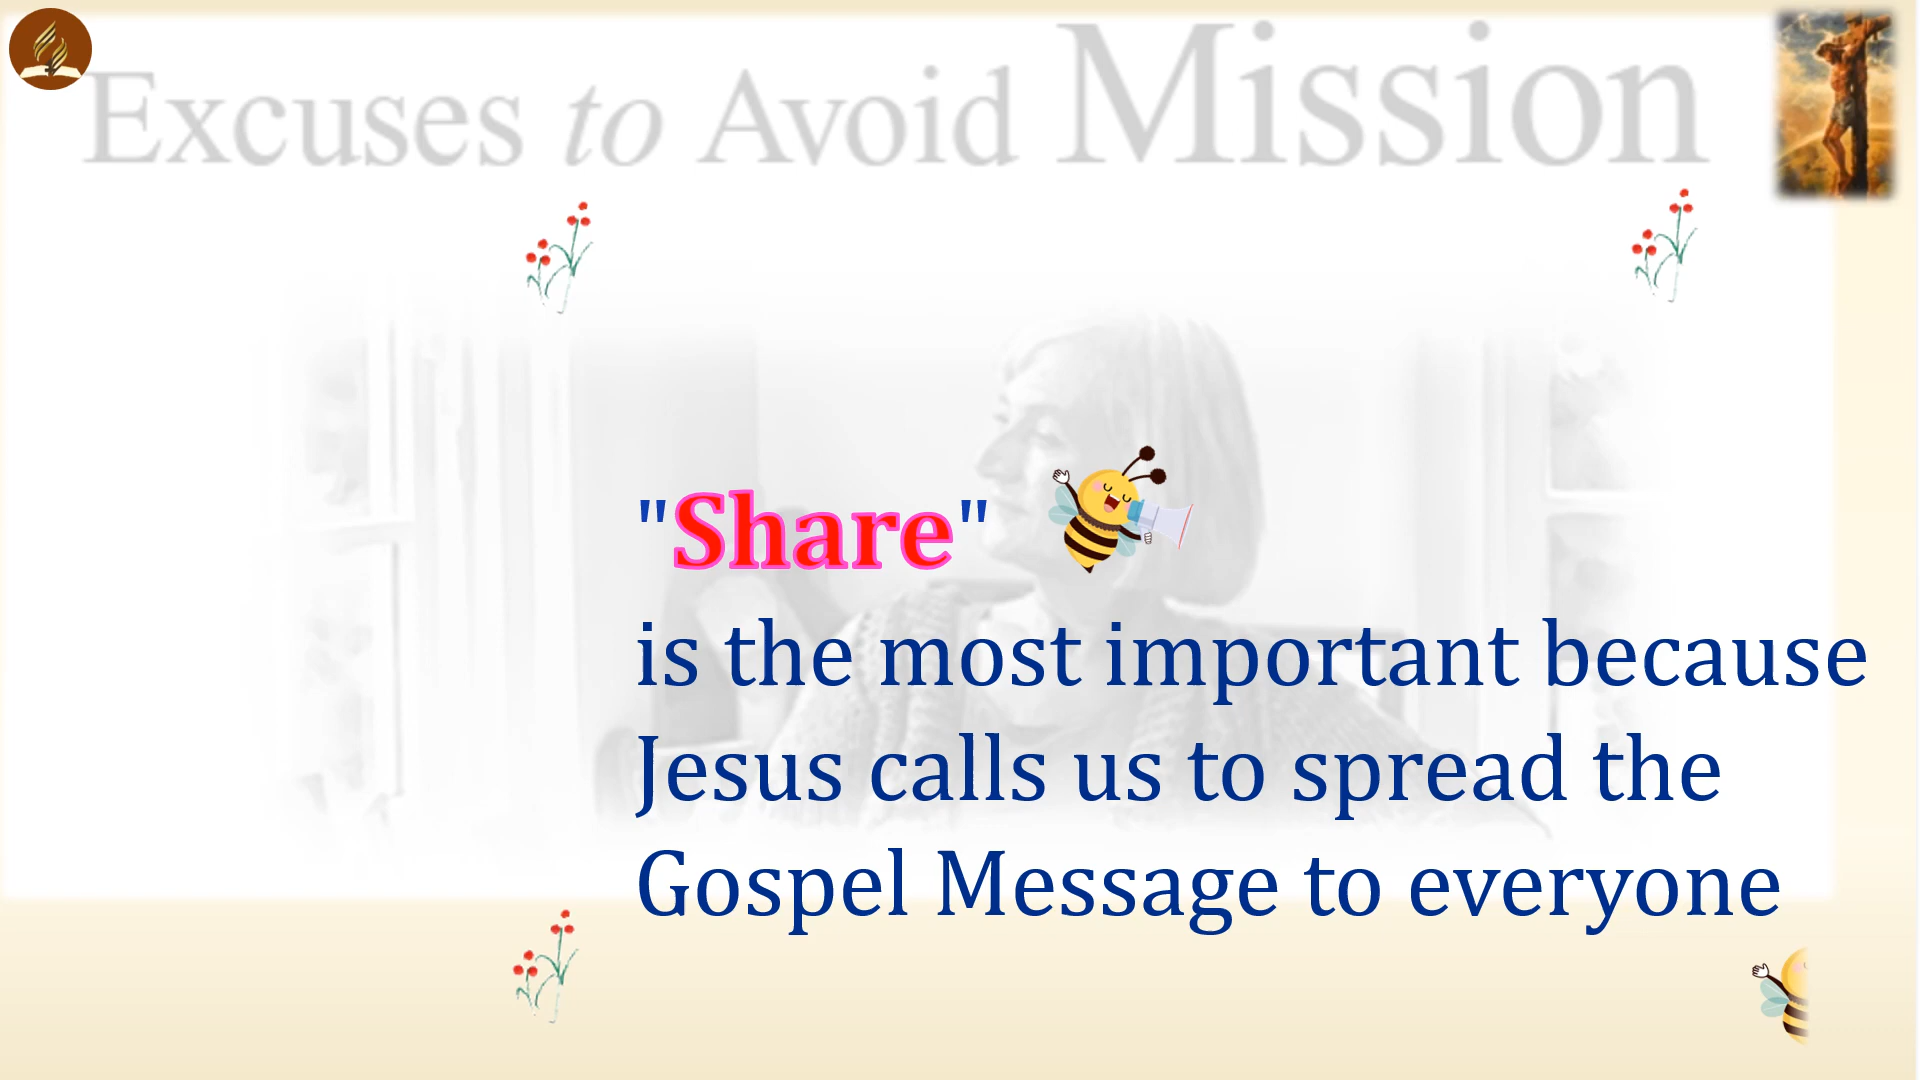 Excuses to Avoid Mission
"Share"
is the most important because
Jesus calls us to spread the
Gospel Message to everyone